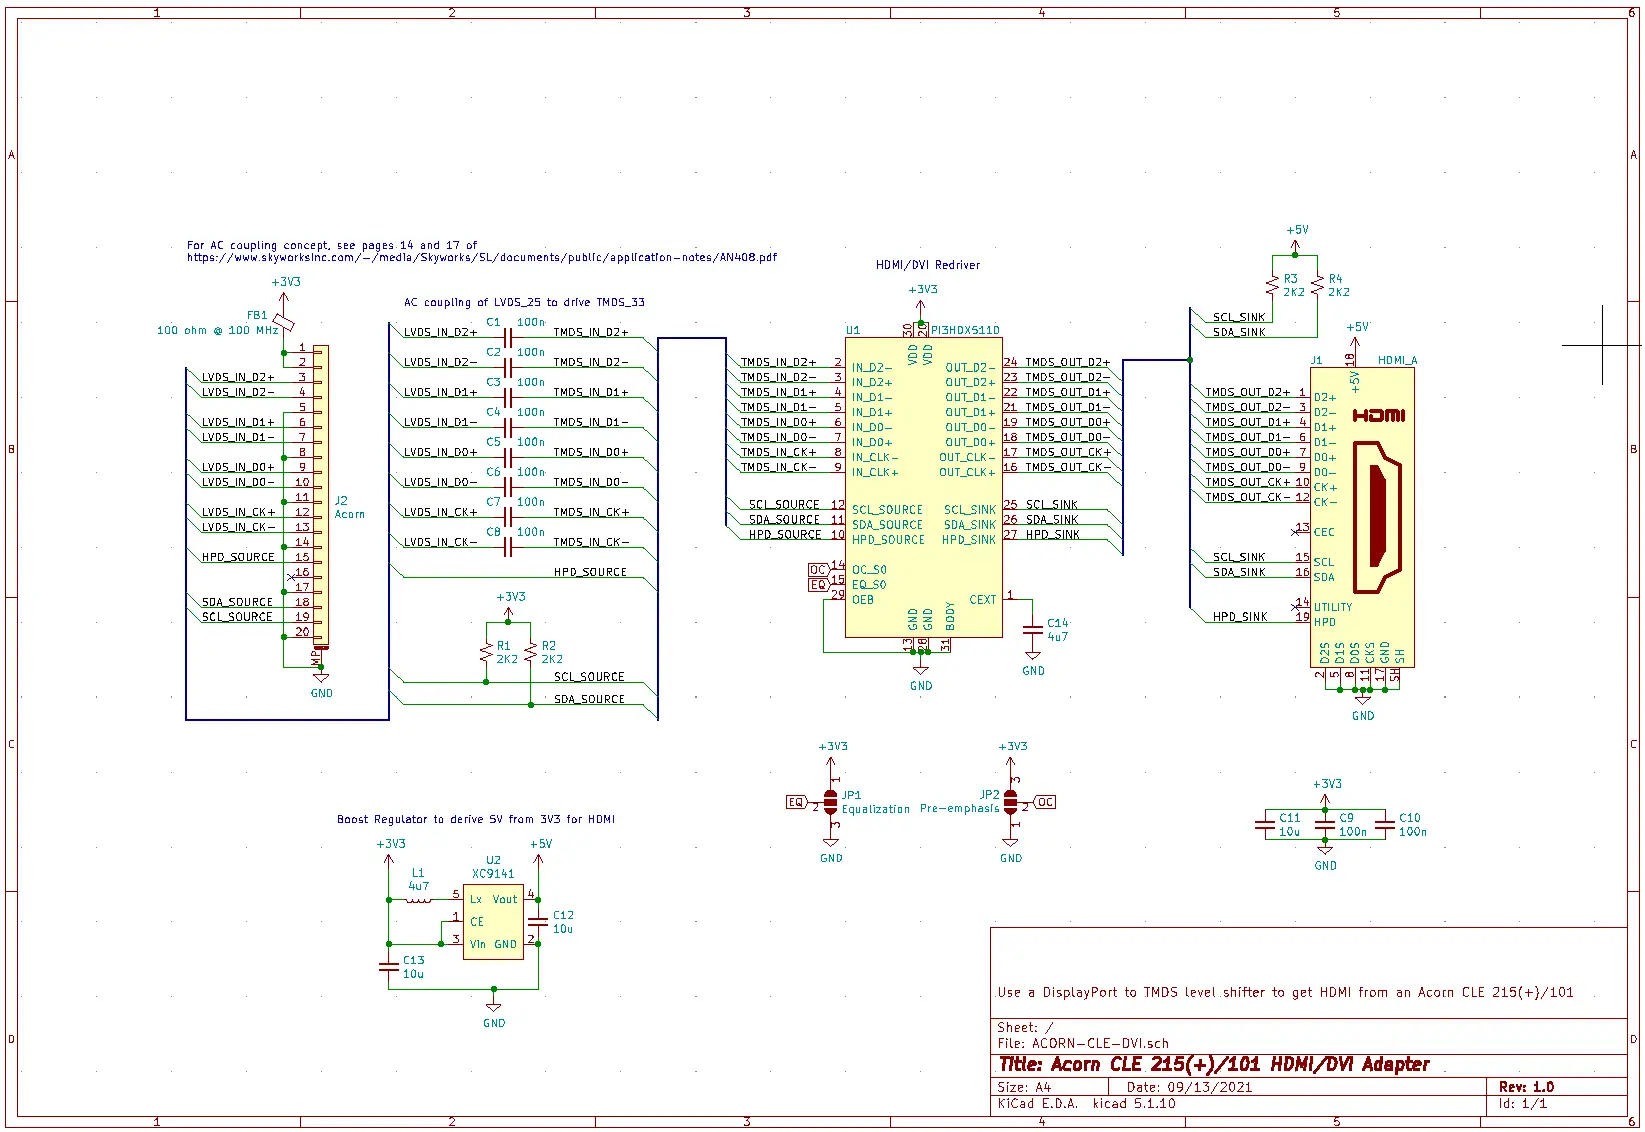 1 2 3 4 5 6
A A
B B
C C
D D
For AC coupling concept, see pages 14 and 17 of
https://www.skyworksinc.com/-/media/Skyworks/SL/documents/public/application-notes/AN408.pdf
+3V3
FB1
100 ohm @ 100 MHz
LVDS_IN_D2+
LVDS_IN_D2-
LVDS_IN_D1+
LVDS_IN_D1-
LVDS_IN_D0+
LVDS_IN_D0-
LVDS_IN_CK+
LVDS_IN_CK-
HPD_SOURCE
SDA_SOURCE
SCL_SOURCE
1
2
3
4
5
6
7
8
9
10
11
12
13
14
15
16
17
18
19
20
MP
J2
Acorn
GND
AC coupling of LVDS_25 to drive TMDS_33
C1 100n
LVDS_IN_D2+ TMDS_IN_D2+
C2 100n
LVDS_IN_D2- TMDS_IN_D2-
C3 100n
LVDS_IN_D1+ TMDS_IN_D1+
C4 100n
LVDS_IN_D1- TMDS_IN_D1-
C5 100n
LVDS_IN_D0+ TMDS_IN_D0+
C6 100n
LVDS_IN_D0- TMDS_IN_D0-
C7 100n
LVDS_IN_CK+ TMDS_IN_CK+
C8 100n
LVDS_IN_CK- TMDS_IN_CK-
HPD_SOURCE
+3V3
R1 R2
2K2 2K2
SCL_SOURCE
SDA_SOURCE
HDMI/DVI Redriver
+3V3
U1 30 20 PI3HDX511D
VDD VDD
TMDS_IN_D2+ 2 IN_D2- OUT_D2- 24 TMDS_OUT_D2+
TMDS_IN_D2- 3 IN_D2+ OUT_D2+ 23 TMDS_OUT_D2-
TMDS_IN_D1+ 4 IN_D1- OUT_D1- 22 TMDS_OUT_D1+
TMDS_IN_D1- 5 IN_D1+ OUT_D1+ 21 TMDS_OUT_D1-
TMDS_IN_D0+ 6 IN_D0- OUT_D0- 19 TMDS_OUT_D0+
TMDS_IN_D0- 7 IN_D0+ OUT_D0+ 18 TMDS_OUT_D0-
TMDS_IN_CK+ 8 IN_CLK- OUT_CLK- 17 TMDS_OUT_CK+
TMDS_IN_CK- 9 IN_CLK+ OUT_CLK+ 16 TMDS_OUT_CK-
SCL_SOURCE 12 SCL_SOURCE SCL_SINK 25 SCL_SINK
SDA_SOURCE 11 SDA_SOURCE SDA_SINK 26 SDA_SINK
HPD_SOURCE 10 HPD_SOURCE HPD_SINK 27 HPD_SINK
OC 14 OC_S0
EQ 15 EQ_S0
29 OEB CEXT 1
GND GND BODY
13 28 31
GND
C14
4u7
GND
+5V
R3 R4
2K2 2K2
SCL_SINK
SDA_SINK
+5V
J1 18 HDMI_A
+5V
HDMI
TMDS_OUT_D2+ 1 D2+
TMDS_OUT_D2- 3 D2-
TMDS_OUT_D1+ 4 D1+
TMDS_OUT_D1- 6 D1-
TMDS_OUT_D0+ 7 D0+
TMDS_OUT_D0- 9 D0-
TMDS_OUT_CK+ 10 CK+
TMDS_OUT_CK- 12 CK-
13 CEC
SCL_SINK 15 SCL
SDA_SINK 16 SDA
14 UTILITY
HPD_SINK 19 HPD
D2S D1S D0S CKS GND SH
2 5 8 11 17 SH
GND
+3V3
1
EQ 2 JP1
Equalization
3
GND
+3V3
3
JP2 2 OC
Pre-emphasis
1
GND
+3V3
C11 C9 C10
10u 100n 100n
GND
Boost Regulator to derive 5V from 3V3 for HDMI
+3V3 +5V
U2
XC9141
L1
4u7
5 Lx Vout 4
1 CE
3 Vin GND 2
C12
10u
C13
10u
GND
Use a DisplayPort to TMDS level shifter to get HDMI from an Acorn CLE 215(+)/101
Sheet: /
File: ACORN-CLE-DVI.sch
Title: Acorn CLE 215(+)/101 HDMI/DVI Adapter
Size: A4 Date: 09/13/2021 Rev: 1.0
KiCad E.D.A. kicad 5.1.10 Id: 1/1
1 2 3 4 5 6